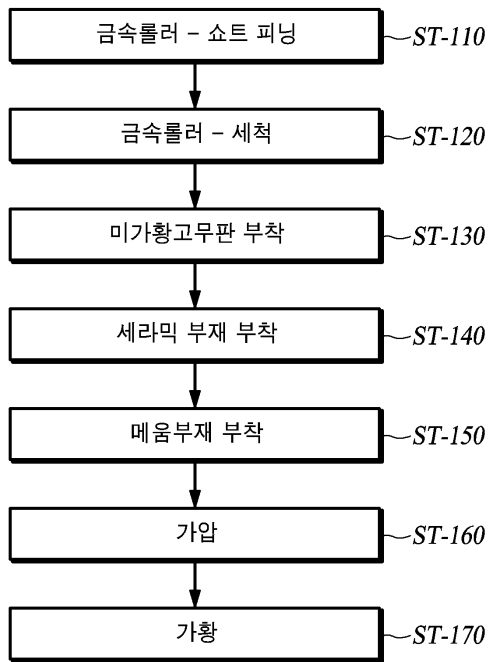 금속롤러 – 쇼트 피닝
ST-110
금속롤러 – 세척
ST-120
미가황고무판 부착
ST-130
세라믹 부재 부착
ST-140
메움부재 부착
ST-150
가압
ST-160
가황
ST-170